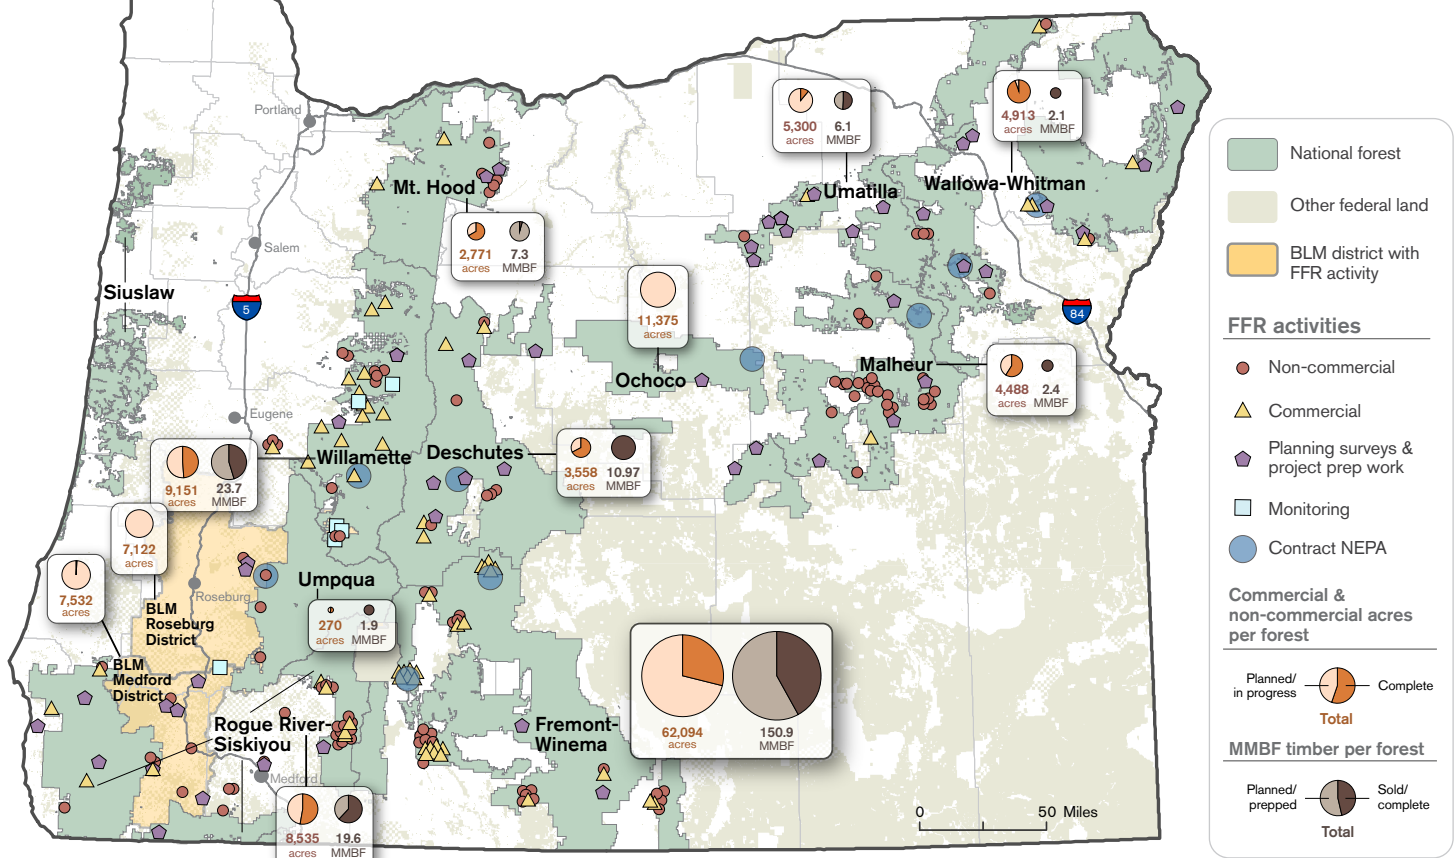 Portland
Mt. Hood
2,771
acres
7.3
MMBF
5,300
acres
6.1
MMBF
Umatilla
4,913
acres
2.1
MMBF
Wallowa-Whitman
Salem
Siuslaw
5
84
11,375
acres
Ochoco
Malheur
4,488
acres
2.4
MMBF
Eugene
Willamette
9,151
acres
23.7
MMBF
Deschutes
3,558
acres
10.97
MMBF
7,122
acres
7,532
acres
Roseburg
BLM
Roseburg
District
BLM
Medford
District
Umpqua
270
acres
1.9
MMBF
Rogue River-
Siskiyou
Medford
8,535
acres
19.6
MMBF
Fremont-
Winema
62,094
acres
150.9
MMBF
0
50 Miles
National forest
Other federal land
BLM district with
FFR activity
FFR activities
Non-commercial
Commercial
Planning surveys &
project prep work
Monitoring
Contract NEPA
Commercial &
non-commercial acres
per forest
Planned/
in progress
Complete
Total
MMBF timber per forest
Planned/
prepped
Sold/
complete
Total